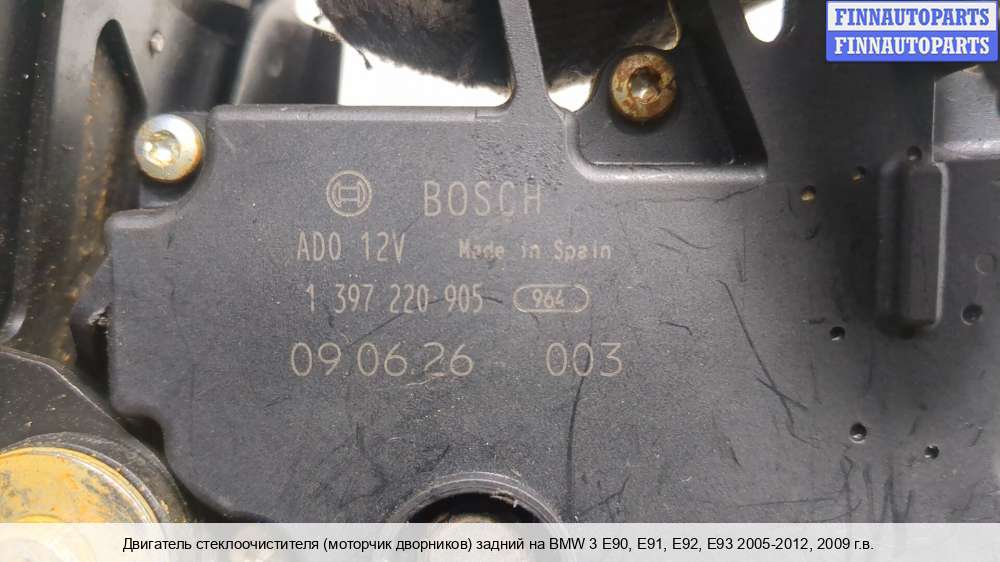 FINNAUTOPARTS
FINNAUTOPARTS
BOSCH
ADO 12V Made in Spain
1 397 220 905 964
09.06.26 003
Двигатель стеклоочистителя (моторчик дворников) задний на BMW 3 E90, E91, E92, E93 2005-2012, 2009 г.в.